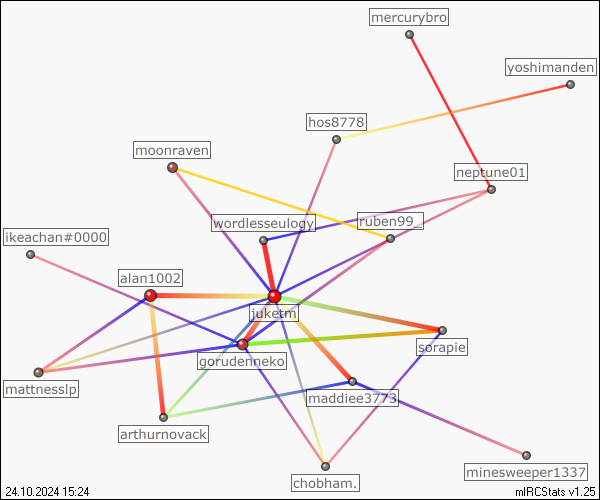 mercurybro
yoshimanden
hos8778
moonraven
neptune01
wordlesseulogy
ruben99_
ikeachan#0000
alan1002
juketm
sorapie
gorudenneko
mattnesslp
maddiee3773
arthurnovack
minesweeper1337
chobham.
24.10.2024 15:24
mIRCStats v1.25